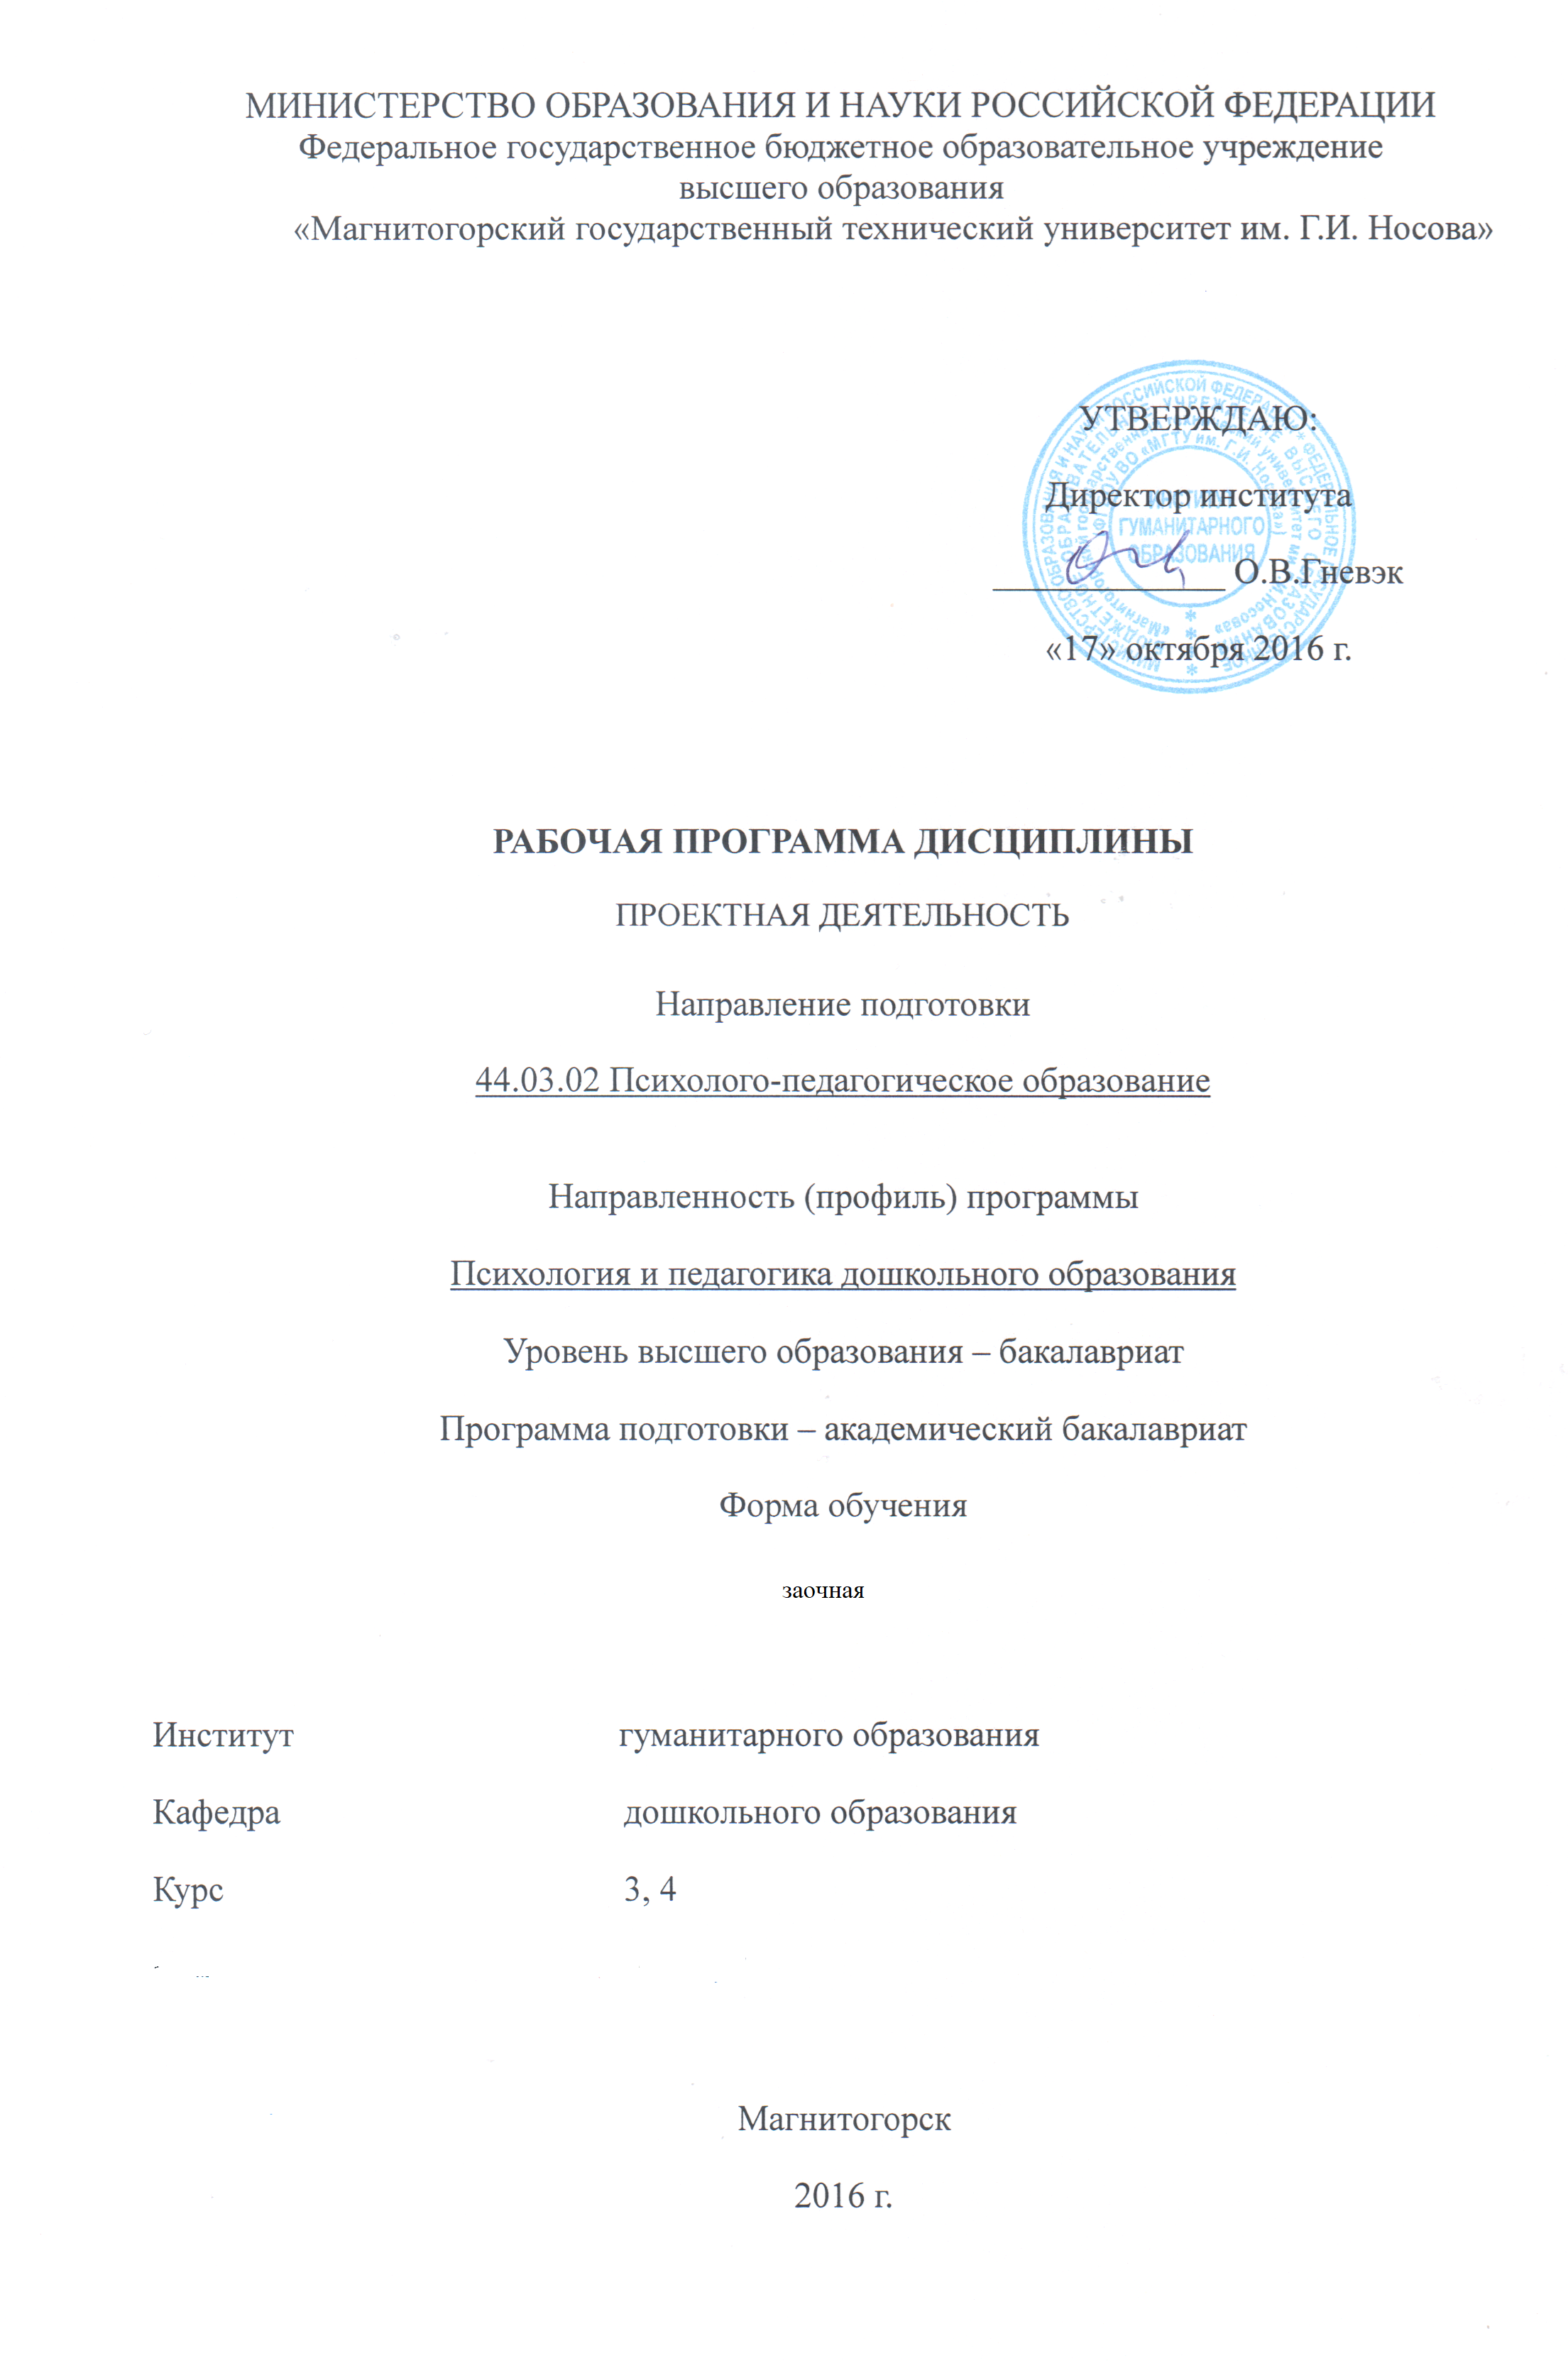 МИНИСТЕРСТВО ОБРАЗОВАНИЯ И НАУКИ РОССИЙСКОЙ ФЕДЕРАЦИИ
Федеральное государственное бюджетное образовательное учреждение
высшего образования
«Магнитогорский государственный технический университет им. Г.И. Носова»
УТВЕРЖДАЮ:
Директор института
О.В.Гневэк
«17» октября 2016 г.
ГУМАНИТАРНОГО
ОБРАЗОВАНИЯ
РАБОЧАЯ ПРОГРАММА ДИСЦИПЛИНЫ
ПРОЕКТНАЯ ДЕЯТЕЛЬНОСТЬ
Направление подготовки
44.03.02 Психолого-педагогическое образование
Направленность (профиль) программы
Психология и педагогика дошкольного образования
Уровень высшего образования – бакалавриат
Программа подготовки – академический бакалавриат
Форма обучения
заочная
Институт гуманитарного образования
Кафедра дошкольного образования
Курс 3, 4
Магнитогорск
2016 г.